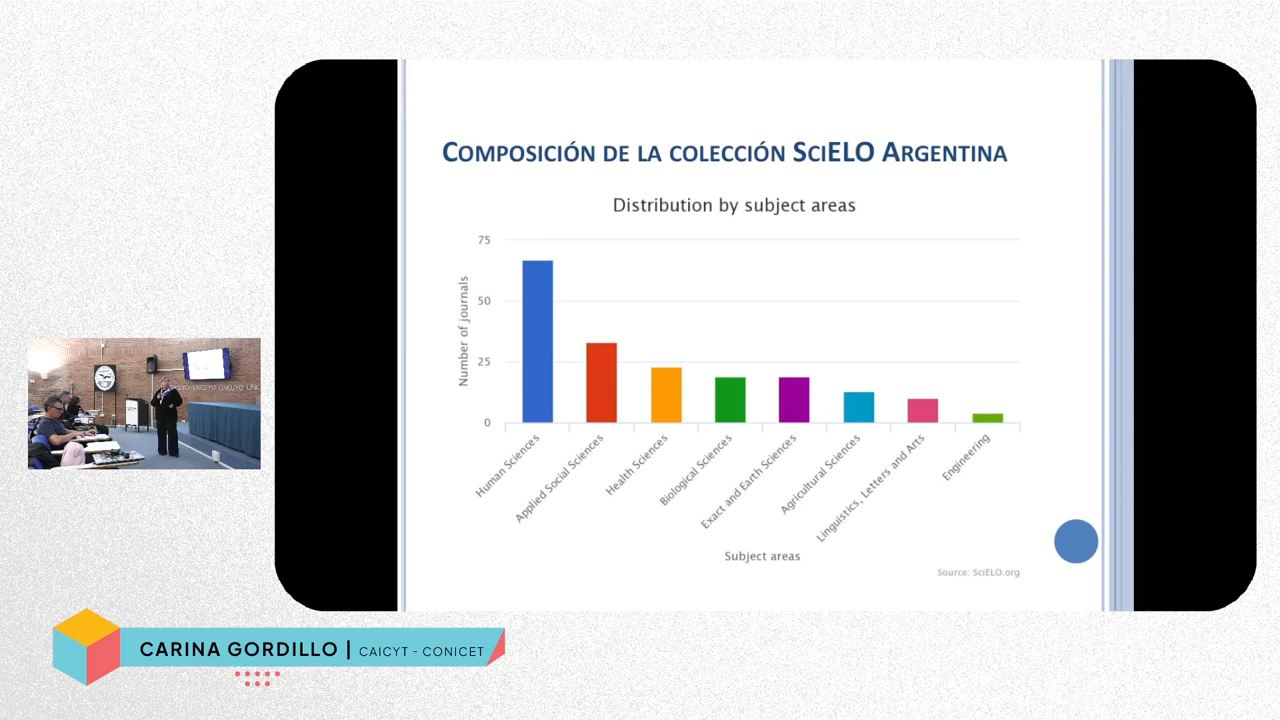 COMPOSICIÓN DE LA COLECCIÓN SCIELO ARGENTINA
Distribution by subject areas
Number of journals
75
50
25
0
Human Sciences
Applied Social Sciences
Health Sciences
Biological Sciences
Exact and Earth Sciences
Agricultural Sciences
Linguistics, Letters and Arts
Engineering
Subject areas
Source: SciELO.org
CARINA GORDILLO | CAICYT - CONICET